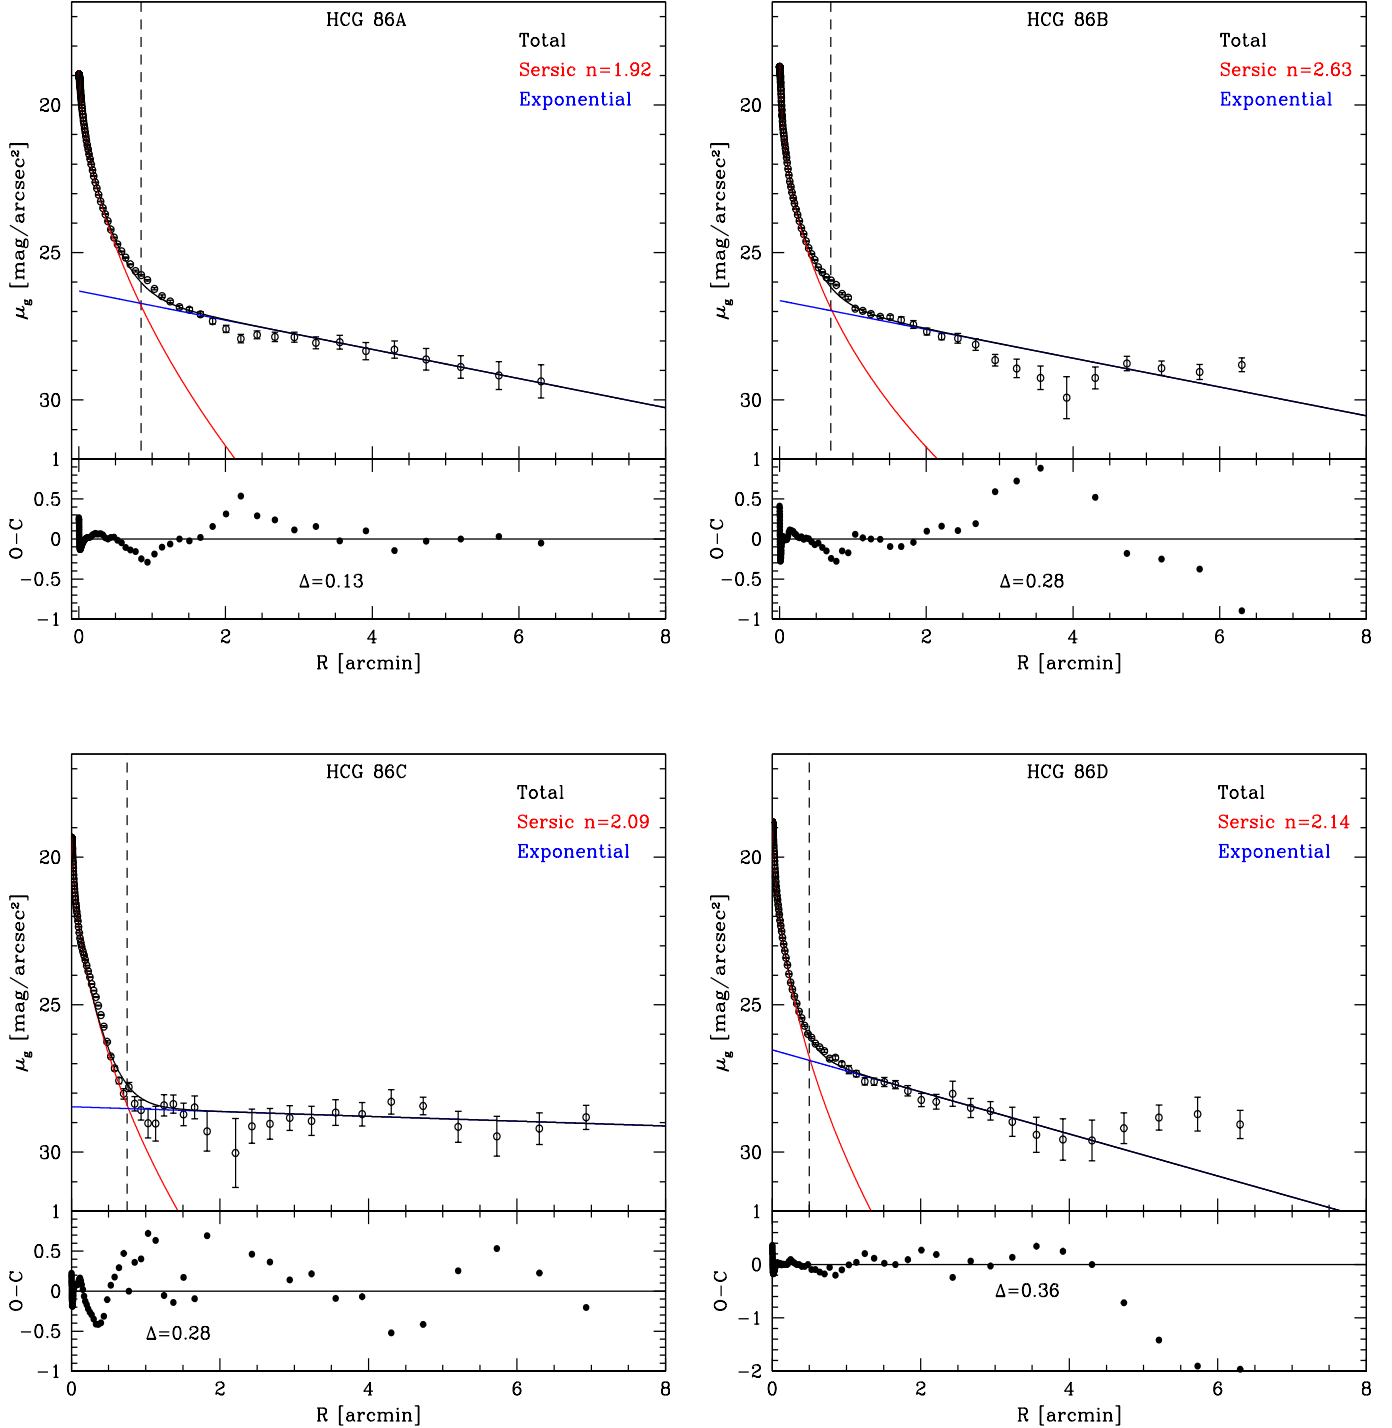 HCG 86A
Total
Sersic n=1.92
Exponential
20
25
30
μg [mag/arcsec²]
1
0.5
0
−0.5
−1
O−C
Δ=0.13
0 2 4 6 8
R [arcmin]
HCG 86B
Total
Sersic n=2.63
Exponential
20
25
30
μg [mag/arcsec²]
1
0.5
0
−0.5
−1
O−C
Δ=0.28
0 2 4 6 8
R [arcmin]
HCG 86C
Total
Sersic n=2.09
Exponential
20
25
30
μg [mag/arcsec²]
1
0.5
0
−0.5
−1
O−C
Δ=0.28
0 2 4 6 8
R [arcmin]
HCG 86D
Total
Sersic n=2.14
Exponential
20
25
30
μg [mag/arcsec²]
1
0
−1
−2
O−C
Δ=0.36
0 2 4 6 8
R [arcmin]